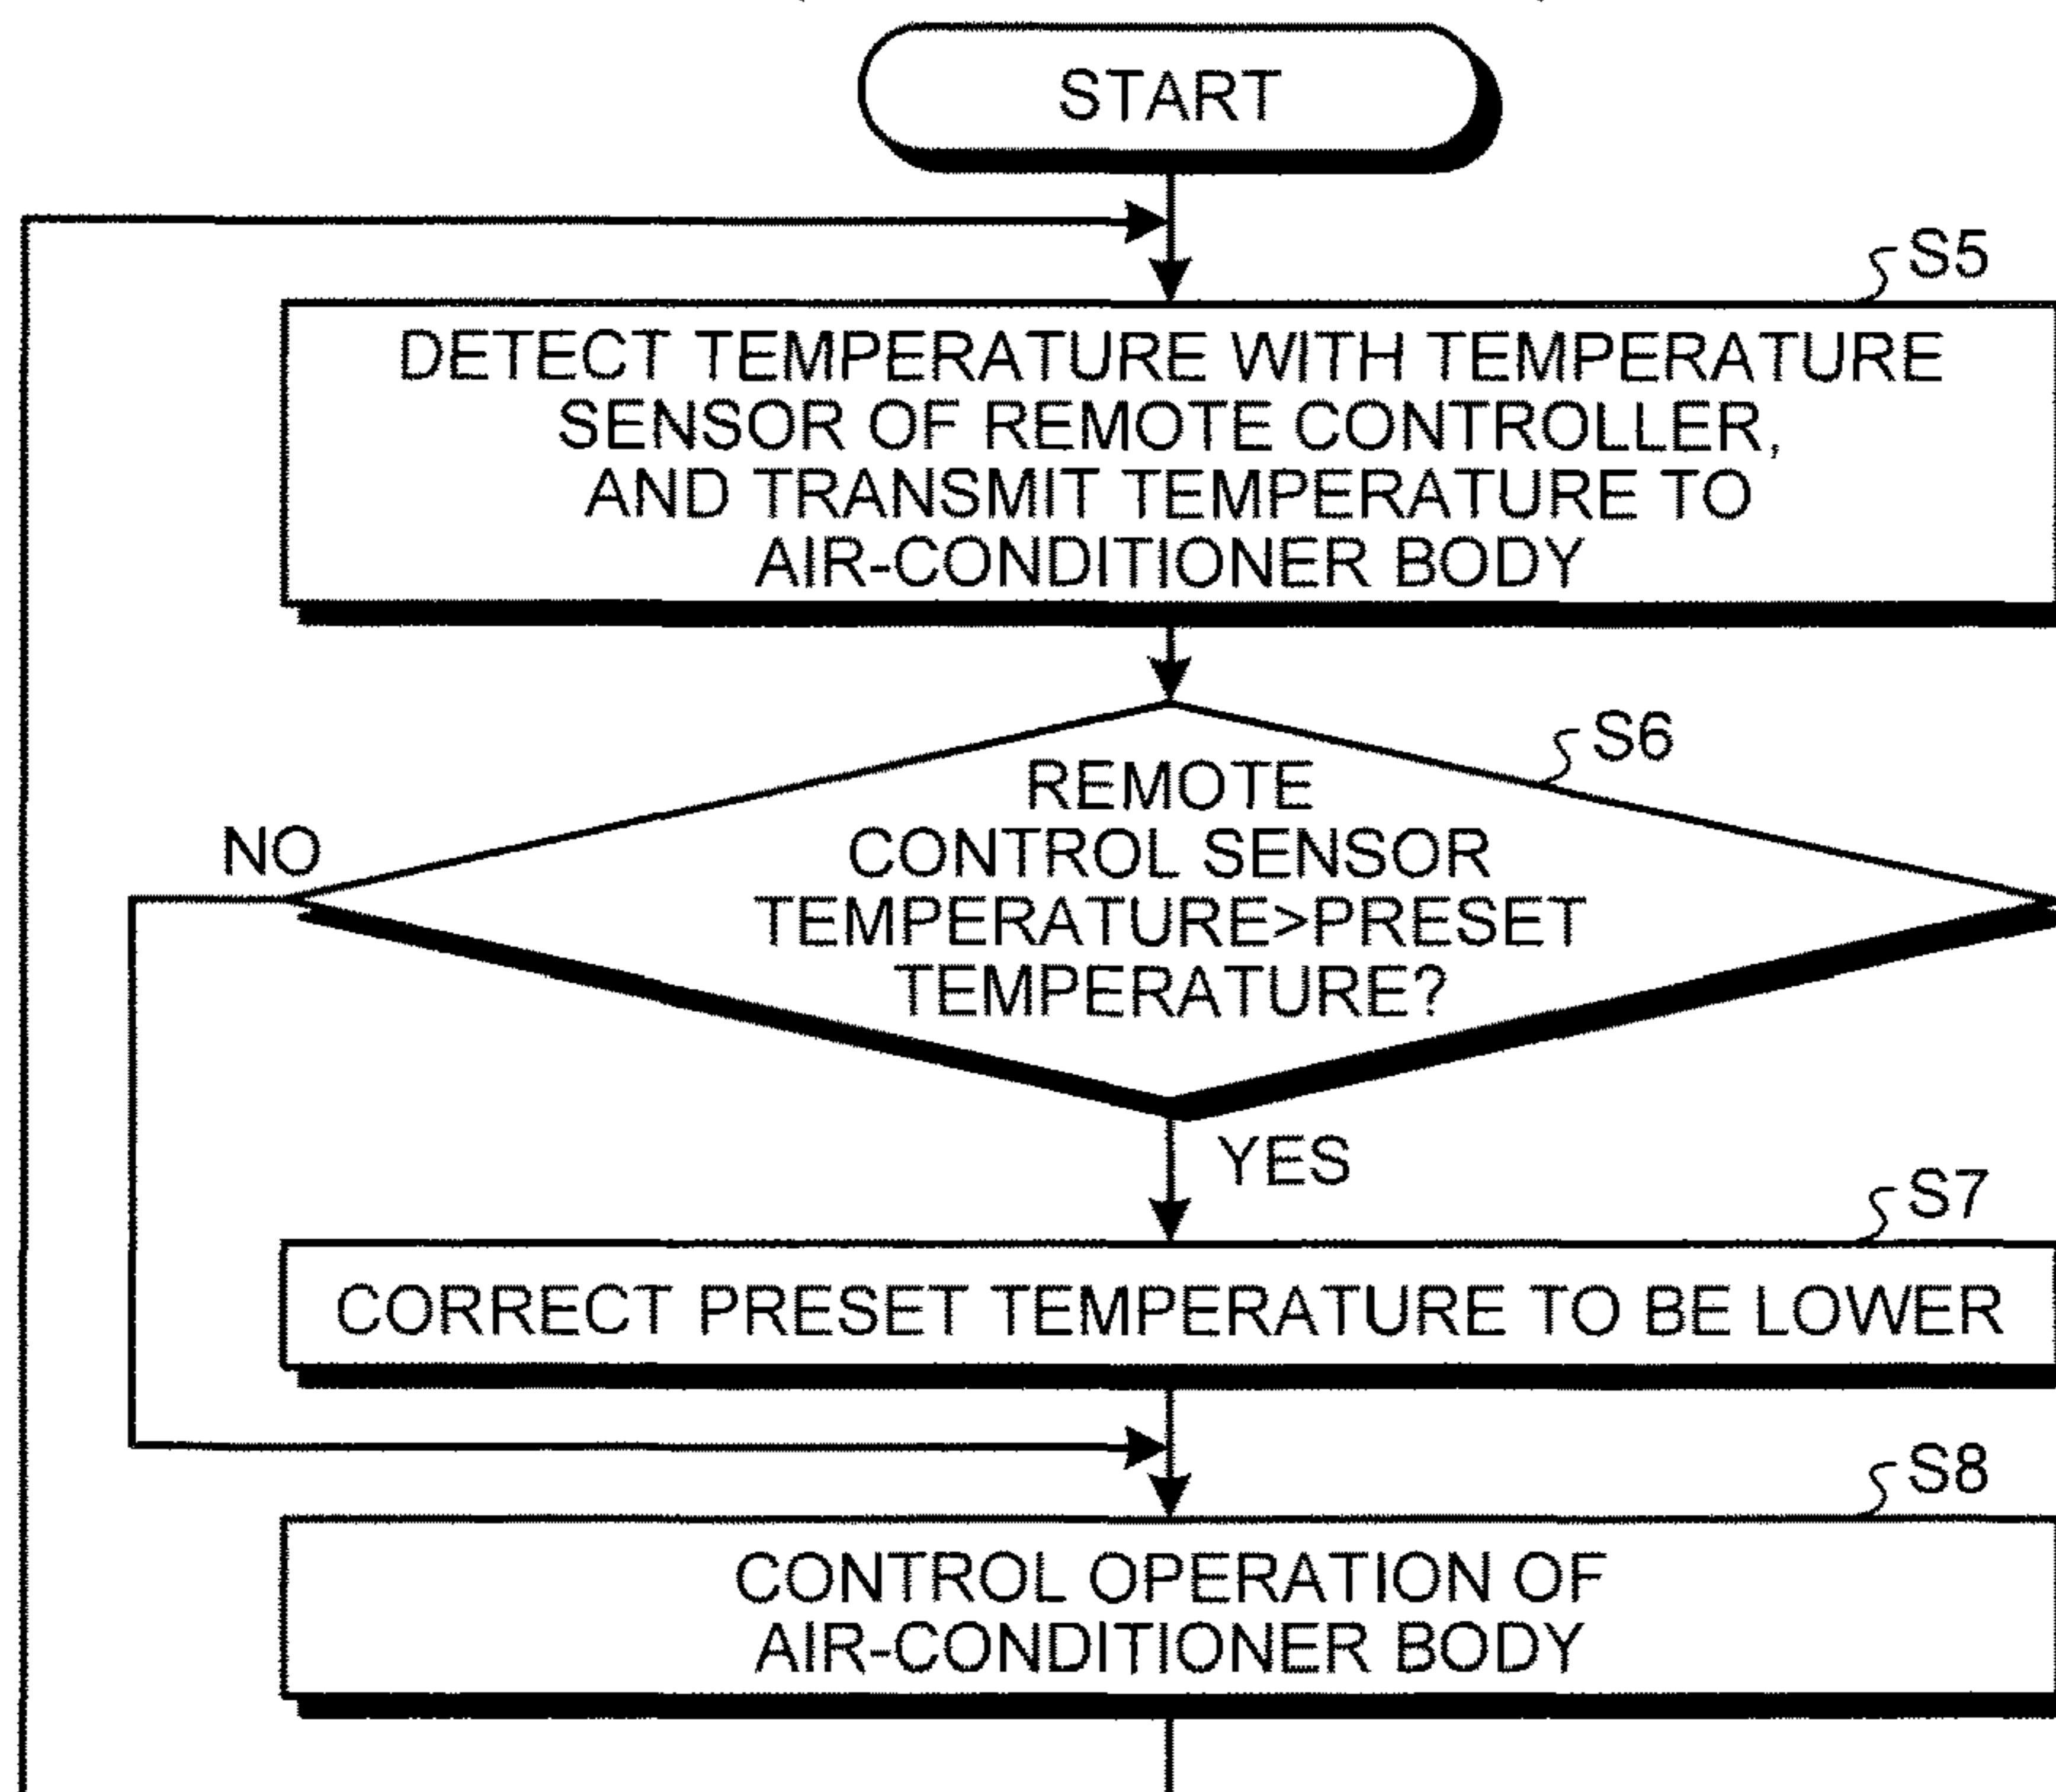 START
S5
DETECT TEMPERATURE WITH TEMPERATURE
SENSOR OF REMOTE CONTROLLER,
AND TRANSMIT TEMPERATURE TO
AIR-CONDITIONER BODY
S6
REMOTE
CONTROL SENSOR
TEMPERATURE>PRESET
TEMPERATURE?
NO
YES
S7
CORRECT PRESET TEMPERATURE TO BE LOWER
S8
CONTROL OPERATION OF
AIR-CONDITIONER BODY